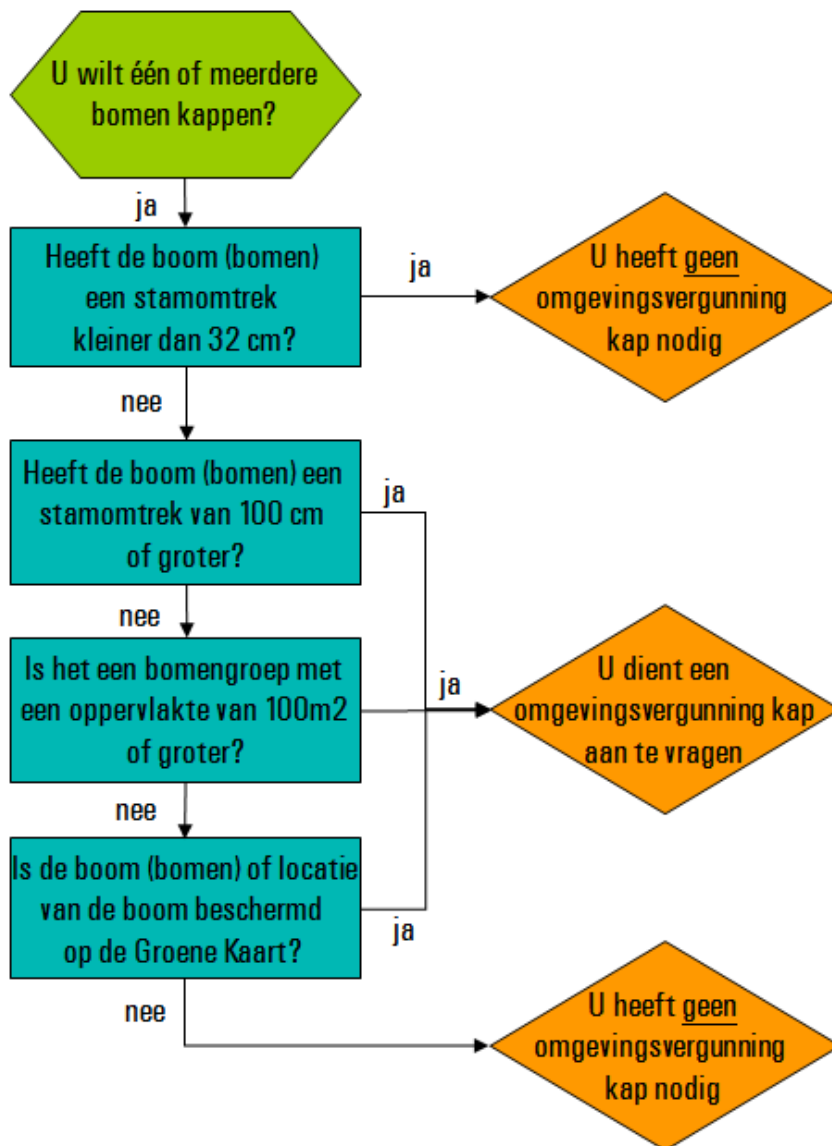 U wilt één of meerdere
bomen kappen?
ja
Heeft de boom (bomen)
een stamomtrek
kleiner dan 32 cm?
ja
U heeft geen
omgevingsvergunning
kap nodig
nee
Heeft de boom (bomen) een
stamomtrek van 100 cm
of groter?
ja
nee
Is het een bomengroep met
een oppervlakte van 100m2
of groter?
ja
U dient een
omgevingsvergunning kap
aan te vragen
nee
Is de boom (bomen) of locatie
van de boom beschermd
op de Groene Kaart?
ja
nee
U heeft geen
omgevingsvergunning
kap nodig